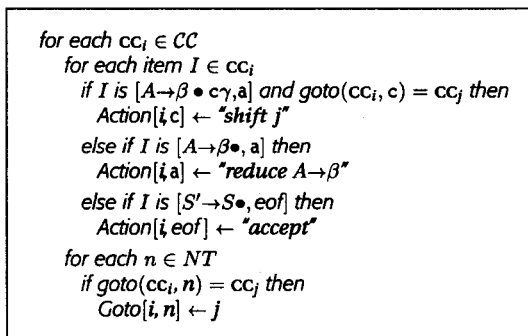 for each cc_i ∈ CC
for each item I ∈ cc_i
if I is [A→β • cγ,a] and goto(cc_i, c) = cc_j then
Action[i,c] ← "shift j"
else if I is [A→β•, a] then
Action[i,a] ← "reduce A→β"
else if I is [S′→S•, eof] then
Action[i, eof] ← "accept"
for each n ∈ NT
if goto(cc_i, n) = cc_j then
Goto[i, n] ← j